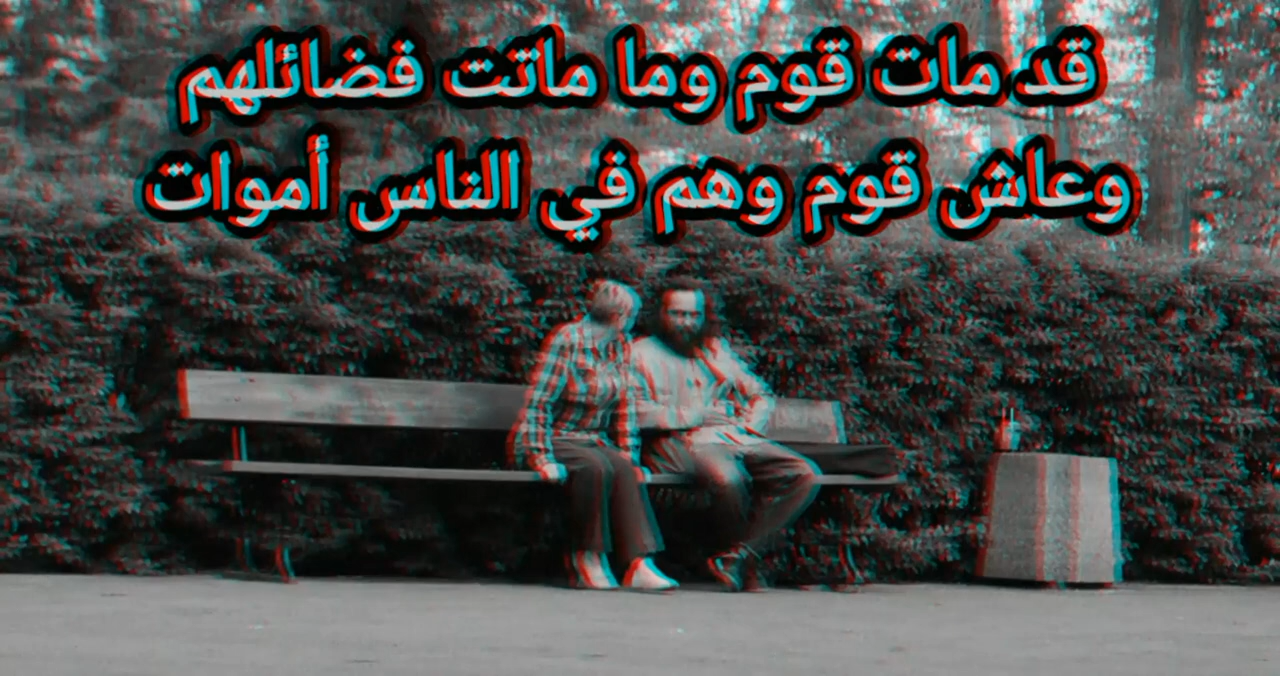 قد مات قوم وما ماتت فضائلهم
وعاش قوم وهم في الناس أموات